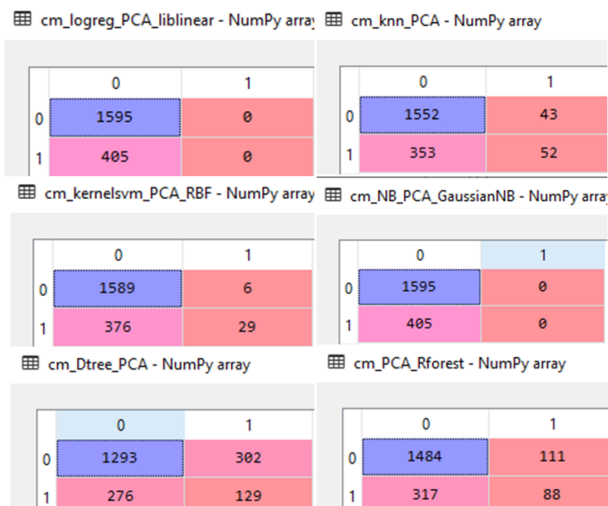 cm_logreg_PCA_liblinear - NumPy array
0 1
0 1595 0
1 405 0
cm_knn_PCA - NumPy array
0 1
0 1552 43
1 353 52
cm_kernelsvm_PCA_RBF - NumPy array
0 1
0 1589 6
1 376 29
cm_NB_PCA_GaussianNB - NumPy arra
0 1
0 1595 0
1 405 0
cm_Dtree_PCA - NumPy array
0 1
0 1293 302
1 276 129
cm_PCA_Rforest - NumPy array
0 1
0 1484 111
1 317 88